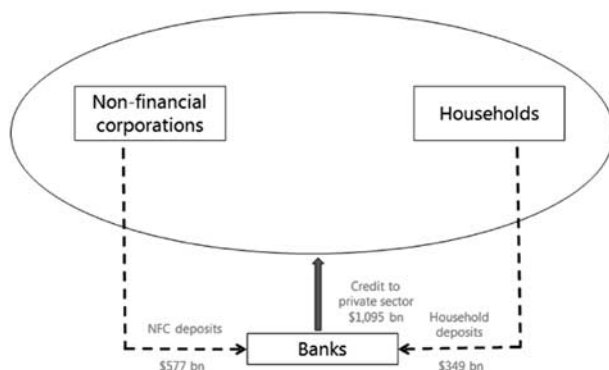 Non-financial
corporations
Households
Credit to
private sector
$1,095 bn
NFC deposits
$577 bn
Household
deposits
$349 bn
Banks